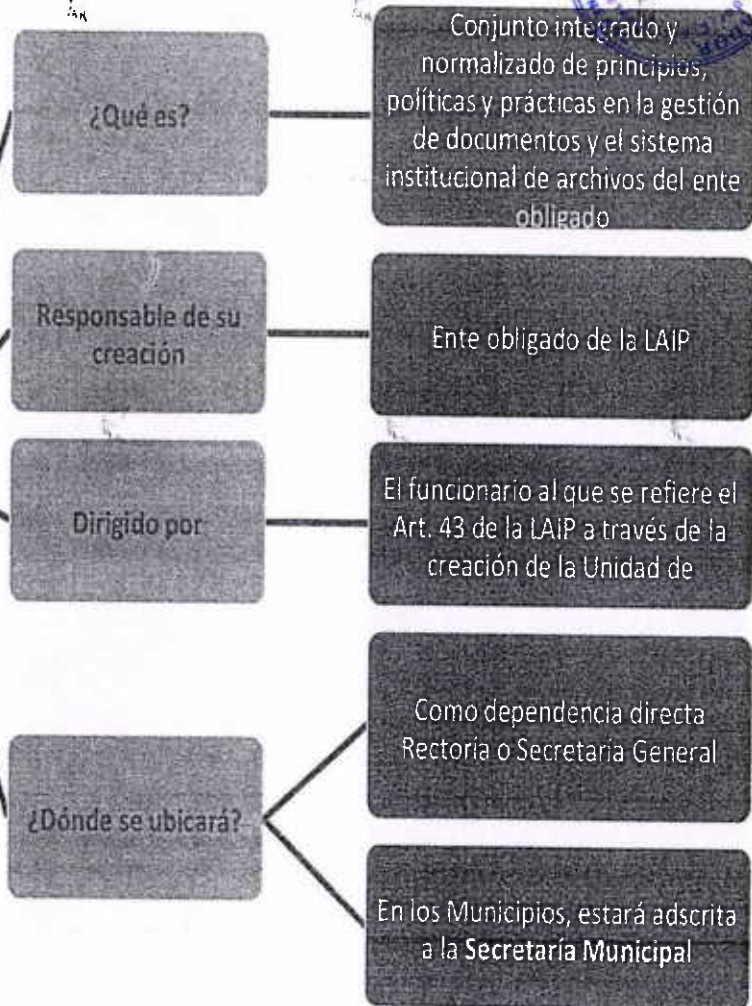 ¿Qué es?
Conjunto integrado y
normalizado de principios,
políticas y prácticas en la gestión
de documentos y el sistema
institucional de archivos del ente
obligado
Responsable de su
creación
Ente obligado de la LAIP
Dirigido por
El funcionario al que se refiere el
Art. 43 de la LAIP a través de la
creación de la Unidad de
¿Dónde se ubicará?
Como dependencia directa
Rectoría o Secretaría General
En los Municipios, estará adscrita
a la Secretaría Municipal